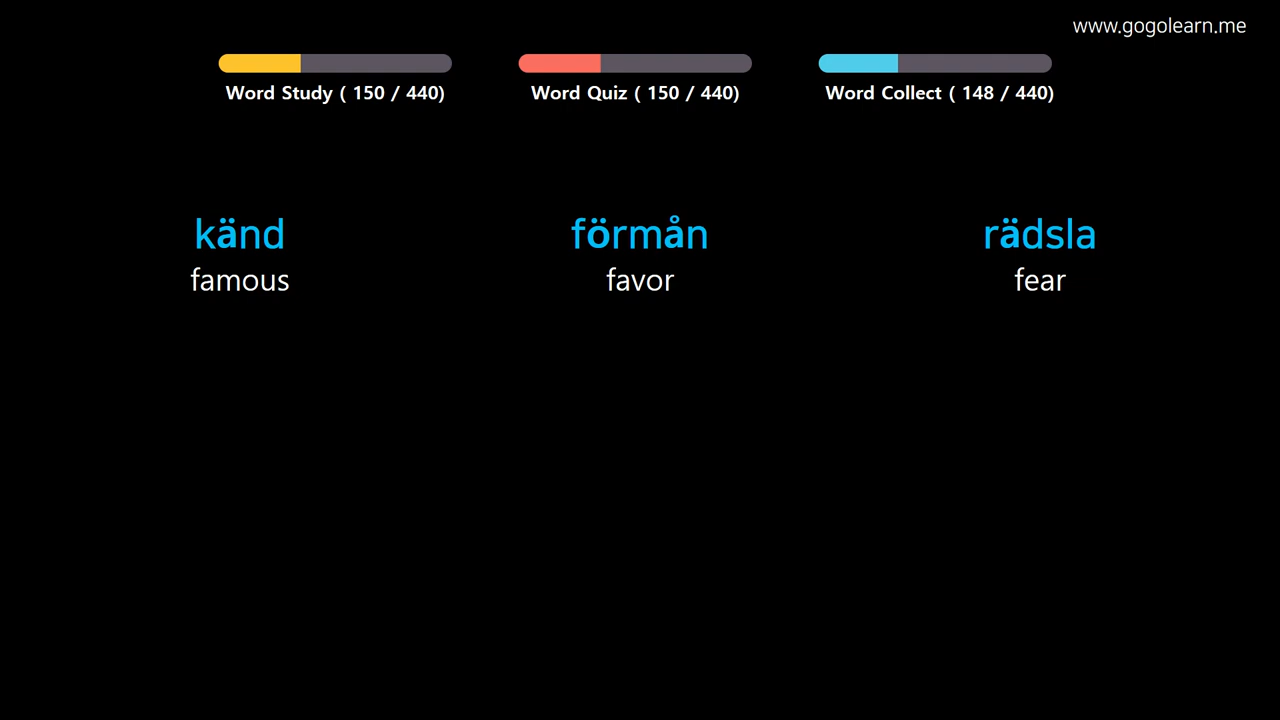 www.gogolearn.me
Word Study ( 150 / 440)
Word Quiz ( 150 / 440)
Word Collect ( 148 / 440)
känd
famous
förmån
favor
rädsla
fear